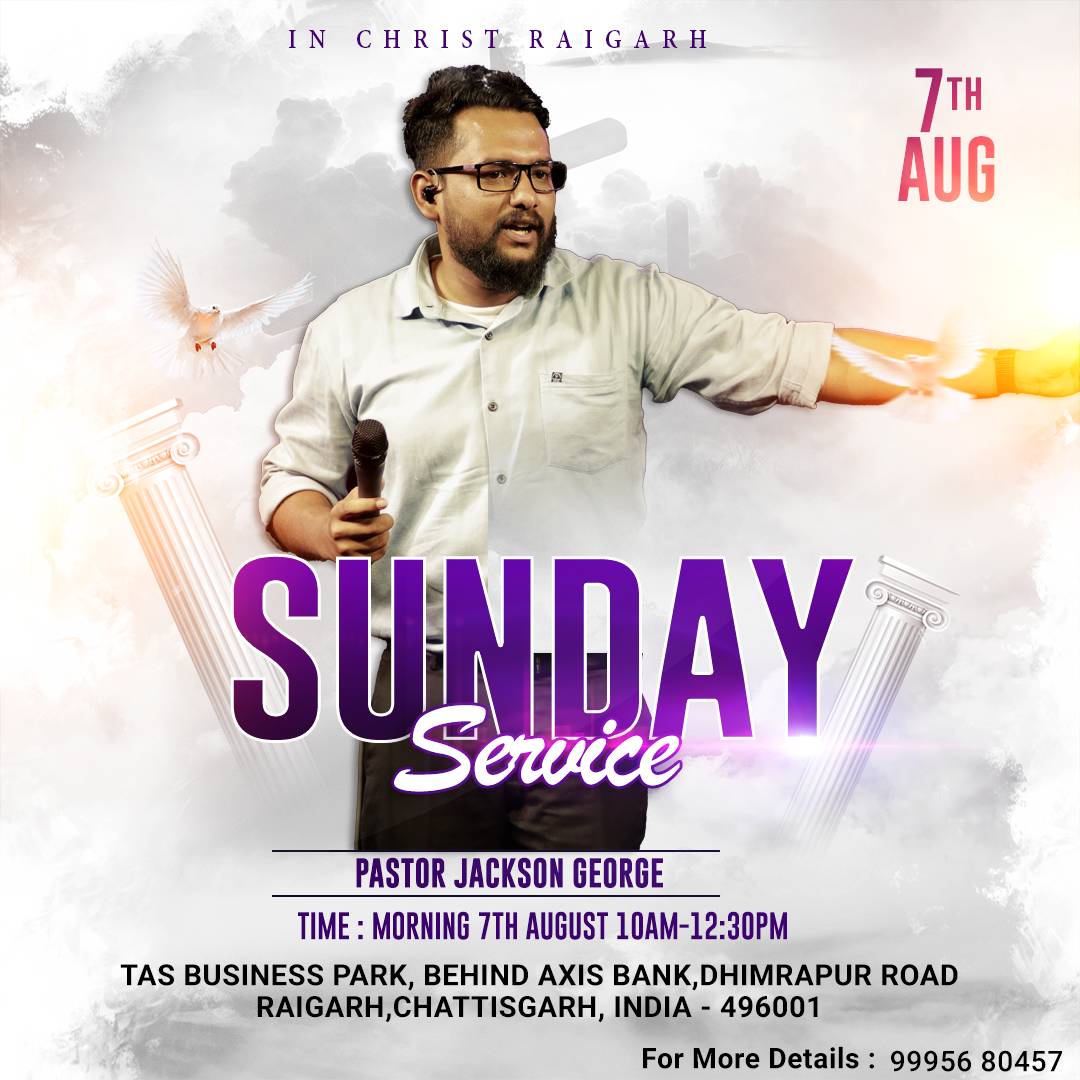 IN CHRIST RAIGARH
7TH
AUG
SUNDAY
Service
PASTOR JACKSON GEORGE
TIME : MORNING 7TH AUGUST 10AM-12:30PM
TAS BUSINESS PARK, BEHIND AXIS BANK,DHIMRAPUR ROAD
RAIGARH,CHATTISGARH, INDIA - 496001
For More Details : 99956 80457